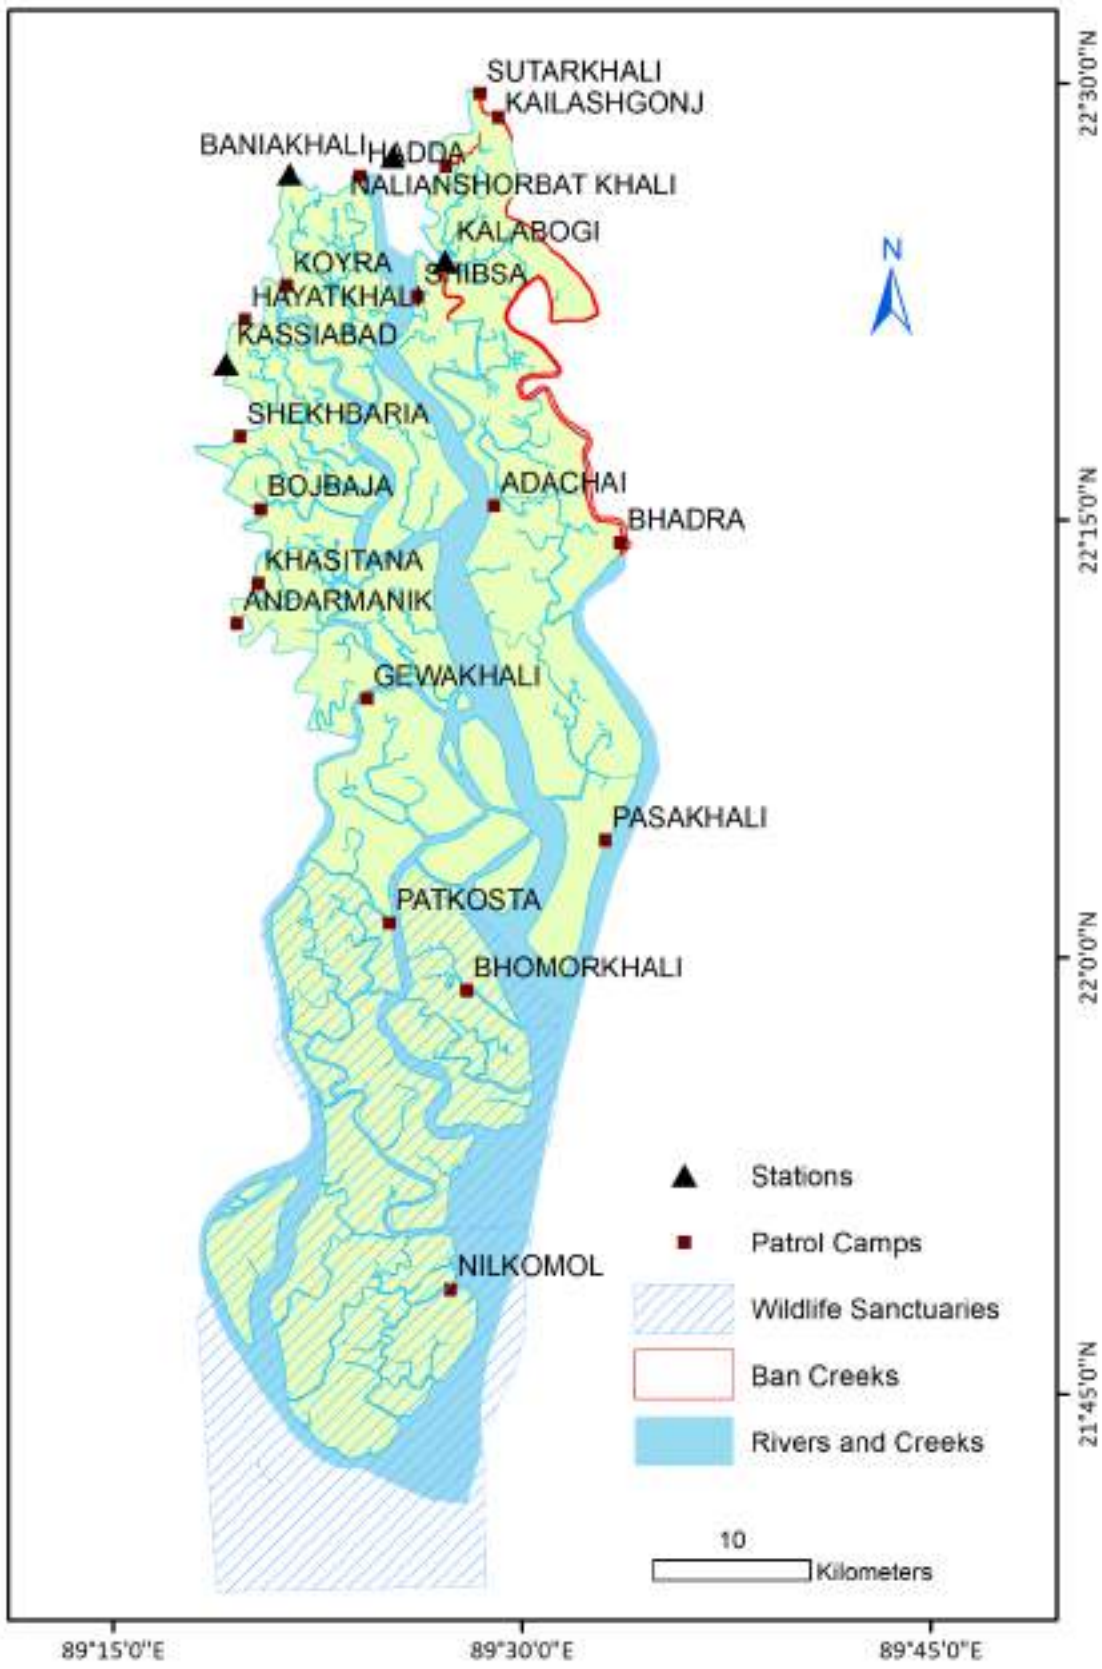 SUTARKHALI
22°30'0"N
KAILASHGONJ
BANIAKHALI
HADDA
NALIAN
SHORBAT KHALI
KALABOGI
N
KOYRA
SHIBSA
HAYATKHALI
KASSIABAD
SHEKHBARIA
BOJBAJA
ADACHAI
BHADRA
22°15'0"N
KHASITANA
ANDARMANIK
GEWAKHALI
PASAKHALI
PATKOSTA
BHOMORKHALI
22°0'0"N
Stations
Patrol Camps
NILKOMOL
Wildlife Sanctuaries
Ban Creeks
21°45'0"N
Rivers and Creeks
10
Kilometers
89°15'0"E
89°30'0"E
89°45'0"E